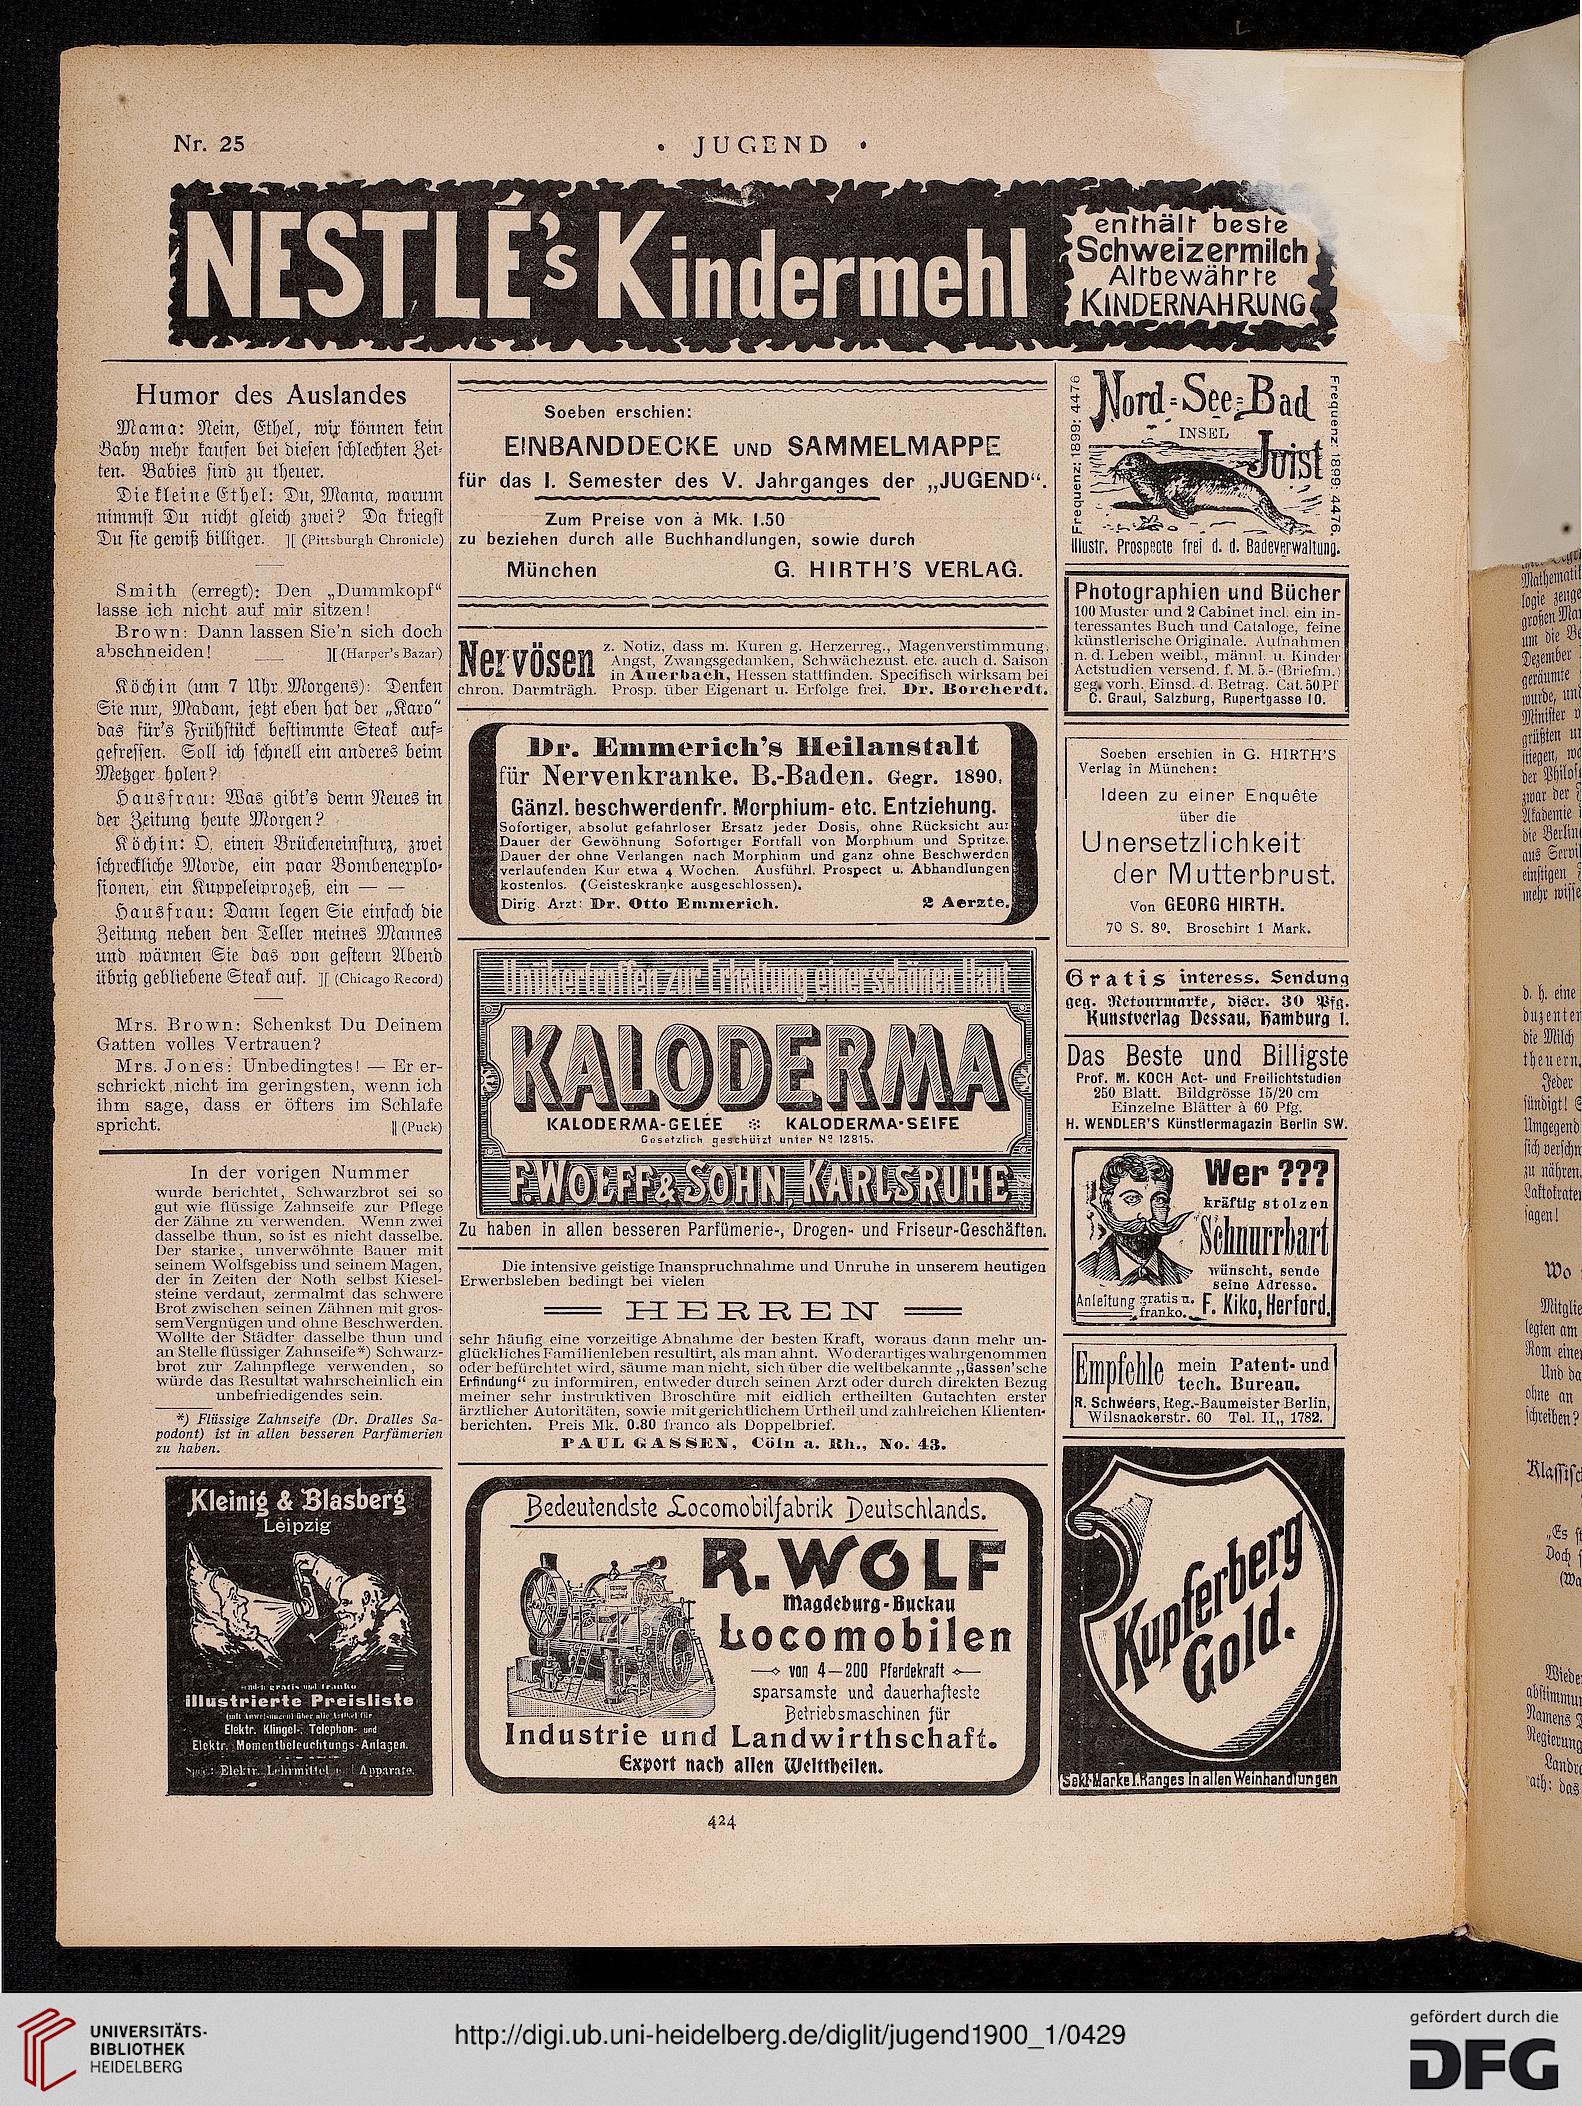 Nr. 25
• JUGEND •
NESTLÉ's Kindermehl
enthält beste
Schweizermilch
Altbewährte
KINDERNAHRUNG
Humor des Auslandes
Mama: Nein, Ethel, wir können kein
Baby mehr kaufen bei diesen schlechten Zei-
ten. Babies sind zu theuer.
Die kleine Ethel: Du, Mama, warum
nimmst Du nicht gleich zwei? Da kriegst
Du sie gewiß billiger. ][ (Pittsburgh Chronicle)
Smith (erregt): Den „Dummkopf“
lasse ich nicht auf mir sitzen!
Brown: Dann lassen Sie'n sich doch
abschneiden! ][ (Harper's Bazar)
Köchin (um 7 Uhr Morgens): Denken
Sie nur, Madam, jetzt eben hat der „Karo“
das für's Frühstück bestimmte Steak auf-
gefressen. Soll ich schnell ein anderes beim
Metzger holen?
Hausfrau: Was gibt's denn Neues in
der Zeitung heute Morgen?
Köchin: O, einen Brückeneinsturz, zwei
schreckliche Morde, ein paar Bombenexplo-
sionen, ein Kuppeleiprozeß, ein — —
Hausfrau: Dann legen Sie einfach die
Zeitung neben den Teller meines Mannes
und wärmen Sie das von gestern Abend
übrig gebliebene Steak auf. ][ (Chicago Record)
Mrs. Brown: Schenkst Du Deinem
Gatten volles Vertrauen?
Mrs. Jones: Unbedingtes! — Er er-
schrickt nicht im geringsten, wenn ich
ihm sage, dass er öfters im Schlafe
spricht. ‖ (Puck)
In der vorigen Nummer
wurde berichtet, Schwarzbrot sei so
gut wie flüssige Zahnseife zur Pflege
der Zähne zu verwenden. Wenn zwei
dasselbe thun, so ist es nicht dasselbe.
Der starke, unverwöhnte Bauer mit
seinem Wolfsgebiss und seinem Magen,
der in Zeiten der Noth selbst Kiesel-
steine verdaut, zermalmt das schwere
Brot zwischen seinen Zähnen mit gros-
sem Vergnügen und ohne Beschwerden.
Wollte der Städter dasselbe thun und
an Stelle flüssiger Zahnseife*) Schwarz-
brot zur Zahnpflege verwenden, so
würde das Resultat wahrscheinlich ein
unbefriedigendes sein.
*) Flüssige Zahnseife (Dr. Dralles Sa-
podont) ist in allen besseren Parfümerien
zu haben.
Kleinig & Blasberg
Leipzig
senden gratis und franko
illustrierte Preisliste
(mit Anweisungen) über alle Artikel für
Elektr. Klingel-, Telephon- und
Elektr. Momentbeleuchtungs-Anlagen.
Spec.: Elektr. Lehrmittel u. Apparate.
Soeben erschien:
EINBANDDECKE UND SAMMELMAPPE
für das I. Semester des V. Jahrganges der „JUGEND“.
Zum Preise von à Mk. 1.50
zu beziehen durch alle Buchhandlungen, sowie durch
München G. HIRTH'S VERLAG.
Nervösen z. Notiz, dass m. Kuren g. Herzerreg., Magenverstimmung,
Angst, Zwangsgedanken, Schwächezust. etc. auch d. Saison
in Auerbach, Hessen stattfinden. Specifisch wirksam bei
chron. Darmträgh. Prosp. über Eigenart u. Erfolge frei. Dr. Borcherdt.
Dr. Emmerich's Heilanstalt
für Nervenkranke. B.-Baden. Gegr. 1890.
Gänzl. beschwerdenfr. Morphium- etc. Entziehung.
Sofortiger, absolut gefahrloser Ersatz jeder Dosis, ohne Rücksicht auf
Dauer der Gewöhnung Sofortiger Fortfall von Morphium und Spritze.
Dauer der ohne Verlangen nach Morphinm und ganz ohne Beschwerden
verlaufenden Kur etwa 4 Wochen. Ausführl. Prospect u. Abhandlungen
kostenlos. (Geisteskranke ausgeschlossen).
Dirig. Arzt: Dr. Otto Emmerich. 2 Aerzte.
Unübertroffen zur Erhaltung einer schönen Haut
KALODERMA
KALODERMA-GELÉE KALODERMA-SEIFE
Gesetzlich geschützt unter No 12815.
F. WOLFF & SOHN, KARLSRUHE
Zu haben in allen besseren Parfümerie-, Drogen- und Friseur-Geschäften.
Die intensive geistige Inanspruchnahme und Unruhe in unserem heutigen
Erwerbsleben bedingt bei vielen
HERREN
sehr häufig eine vorzeitige Abnahme der besten Kraft, woraus dann mehr un-
glückliches Familienleben resultirt, als man ahnt. Wo derartiges wahrgenommen
oder befürchtet wird, säume man nicht, sich über die weltbekannte „Gassen'sche
Erfindung“ zu informiren, entweder durch seinen Arzt oder durch direkten Bezug
meiner sehr instruktiven Broschüre mit eidlich ertheilten Gutachten erster
ärztlicher Autoritäten, sowie mit gerichtlichem Urtheil und zahlreichen Klienten-
berichten. Preis Mk. 0.80 franco als Doppelbrief.
PAUL GASSEN, Cöln a. Rh., No. 43.
Bedeutendste Locomobilfabrik Deutschlands.
R. WOLF
Magdeburg-Buckau
Locomobilen
von 4—200 Pferdekraft
sparsamste und dauerhafteste
Betriebsmaschinen für
Industrie und Landwirthschaft.
Export nach allen Welttheilen.
Nord-See-Bad
INSEL
Juist
Frequenz: 1899: 4476
Frequenz: 1899: 4476.
Illustr. Prospecte frei d. d. Badeverwaltung.
Photographien und Bücher
100 Muster und 2 Cabinet incl. ein in-
teressantes Buch und Cataloge, feine
künstlerische Originale. Aufnahmen
n. d. Leben weibl., männl. u. Kinder
Actstudien versend. f. M. 5.- (Briefm.)
geg. vorh. Einsd. d. Betrag. Cat. 50 Pf
C. Graul, Salzburg, Rupertgasse 10.
Soeben erschien in G. HIRTH'S
Verlag in München:
Ideen zu einer Enquête
über die
Unersetzlichkeit
der Mutterbrust.
Von GEORG HIRTH.
70 S. 8º. Broschirt 1 Mark.
Gratis interess. Sendung
geg. Retourmarke, discr. 30 Pfg.
Kunstverlag Dessau, Hamburg I.
Das Beste und Billigste
Prof. M. KOCH Act- und Freilichtstudien
250 Blatt. Bildgrösse 15/20 cm
Einzelne Blätter à 60 Pfg.
H. WENDLER'S Künstlermagazin Berlin SW.
Wer ???
kräftig stolzen
Schnurrbart
wünscht, sende
seine Adresse.
Anleitung gratis u. franko. F. Kiko, Herford.
Empfehle mein Patent- und
tech. Bureau.
R. Schwéers, Reg.-Baumeister Berlin,
Wilsnackerstr. 60 Tel. II,, 1782.
Kupferberg
Gold.
Sekt-Marke I. Ranges in allen Weinhandlungen
424
UNIVERSITÄTS-
BIBLIOTHEK
HEIDELBERG
http://digi.ub.uni-heidelberg.de/diglit/jugend1900_1/0429
gefördert durch die
DFG